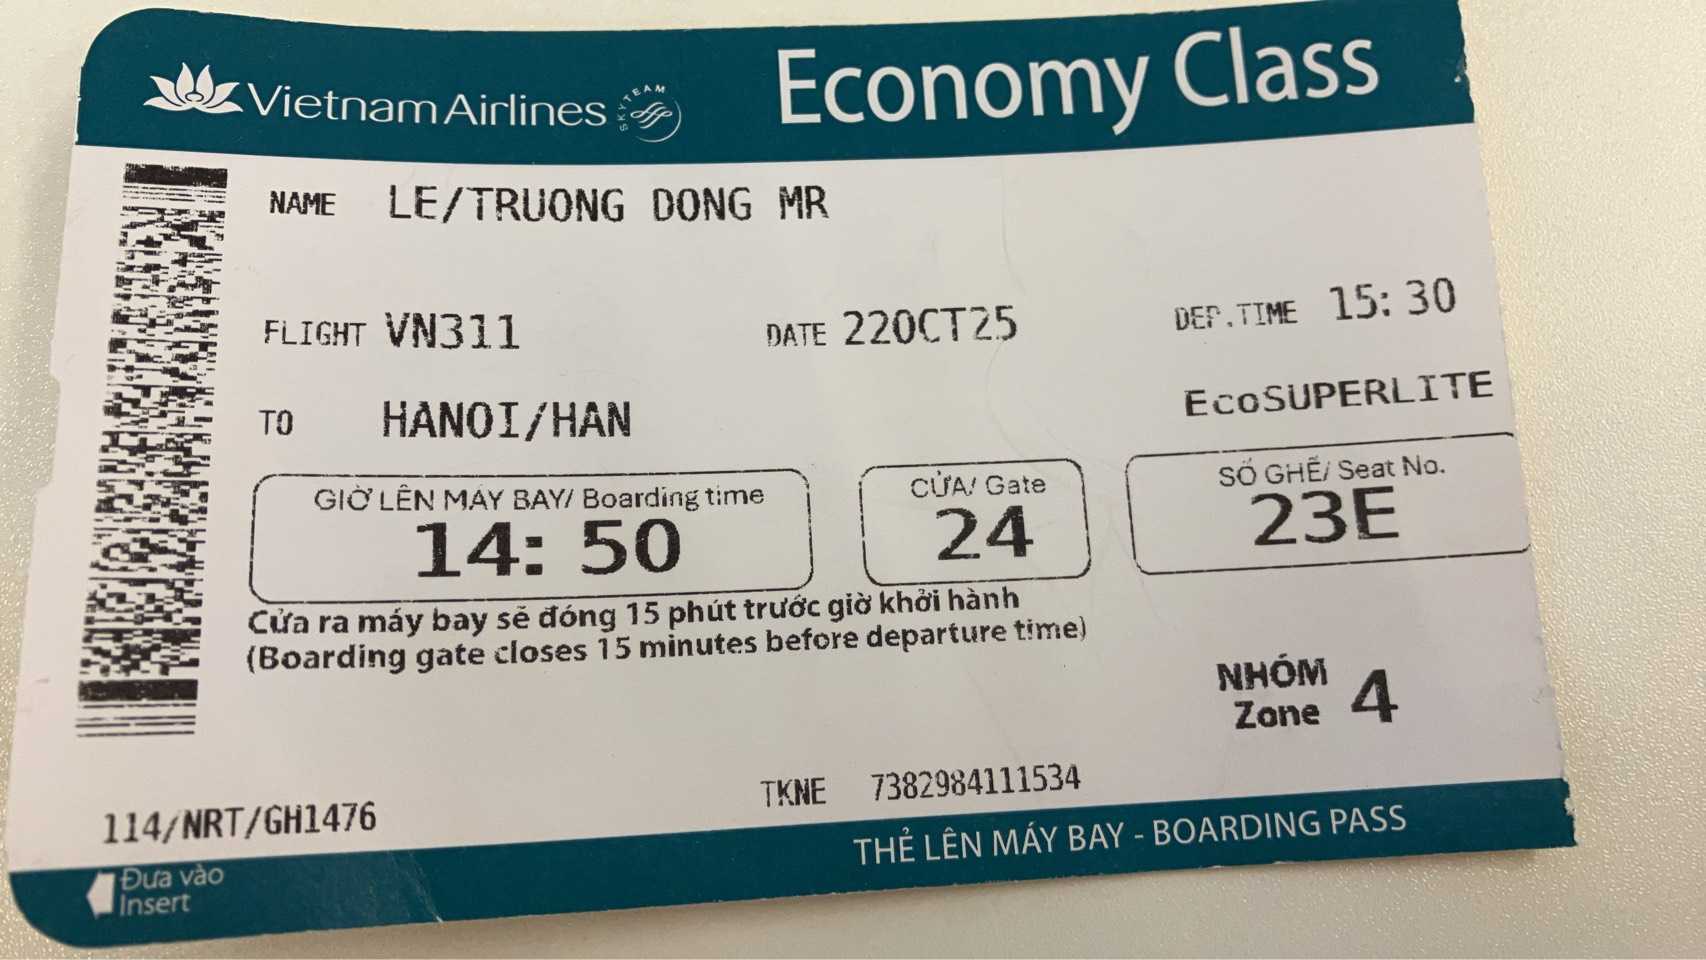 Vietnam Airlines SKYTEAM Economy Class
NAME LE/TRUONG DONG MR
FLIGHT VN311 DATE 22OCT25 DEP.TIME 15:30
TO HANOI/HAN EcoSUPERLITE
GIỜ LÊN MÁY BAY/ Boarding time CỬA/ Gate SỐ GHẾ/ Seat No.
14:50 24 23E
Cửa ra máy bay sẽ đóng 15 phút trước giờ khởi hành
(Boarding gate closes 15 minutes before departure time)
NHÓM
Zone 4
TKNE 7382984111534
114/NRT/GH1476
THẺ LÊN MÁY BAY - BOARDING PASS
Đưa vào
Insert